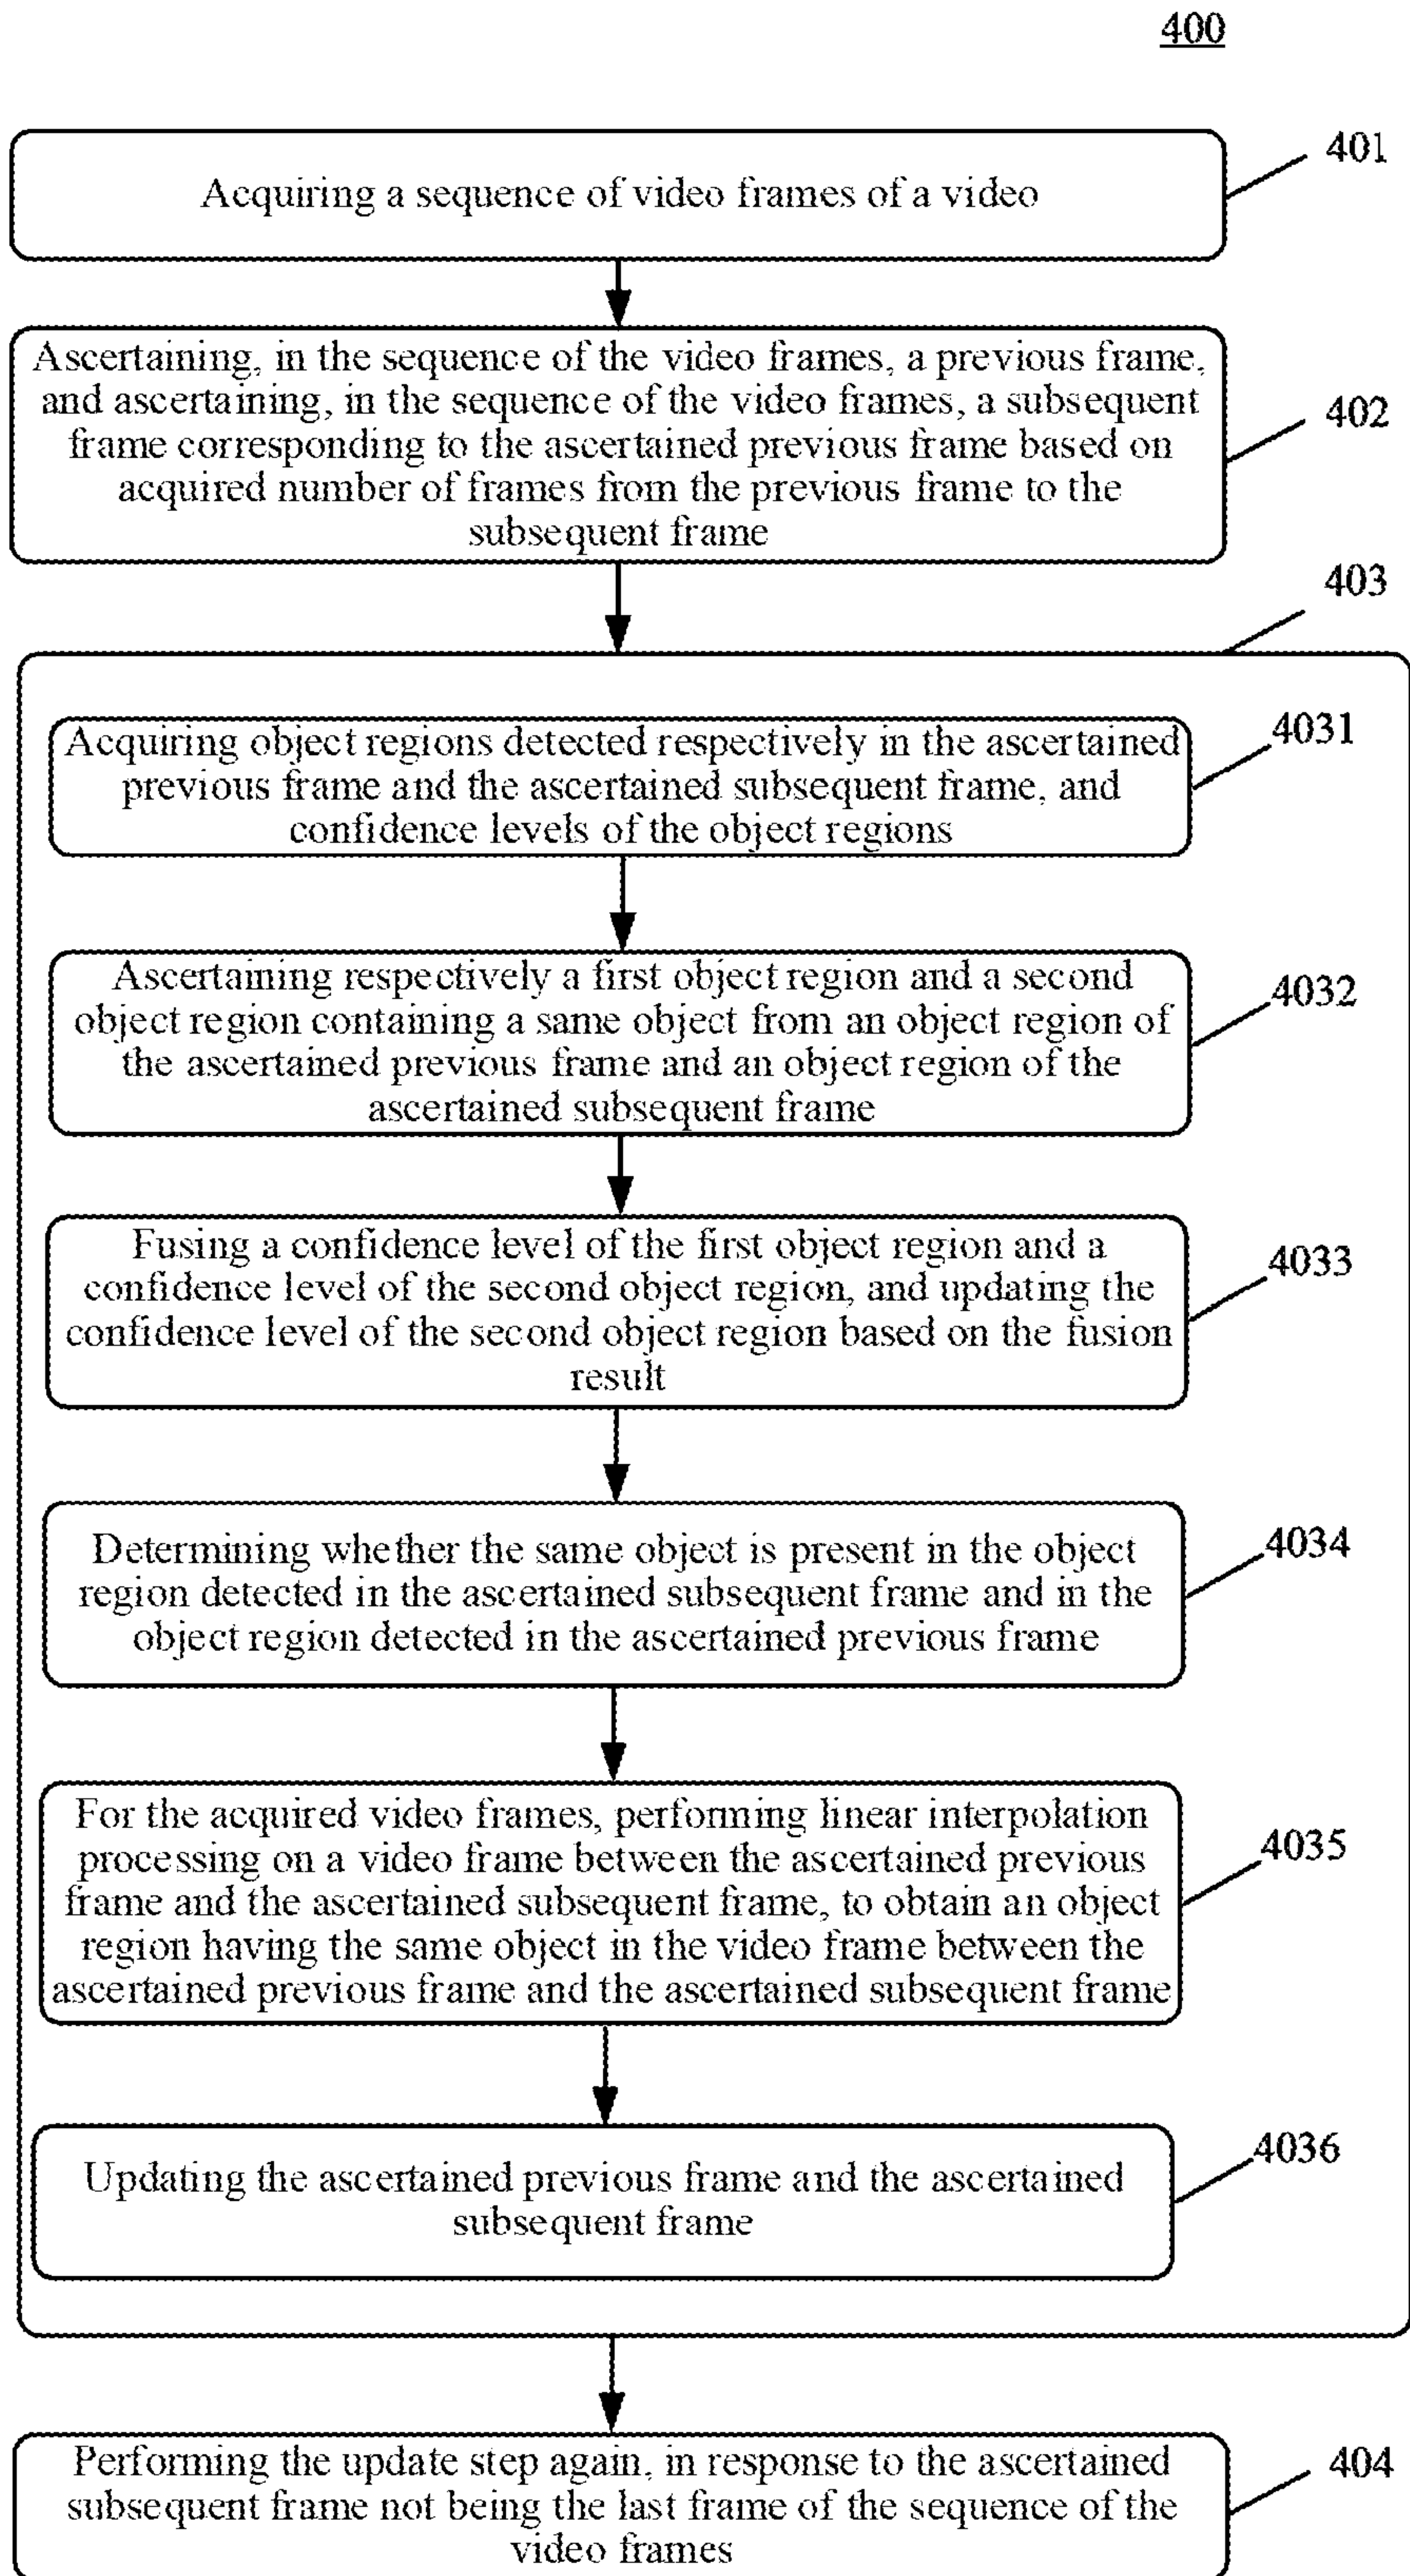 400
401
Acquiring a sequence of video frames of a video
Ascertaining, in the sequence of the video frames, a previous frame,
and ascertaining, in the sequence of the video frames, a subsequent
402
frame corresponding to the ascertained previous frame based on
acquired number of frames from the previous frame to the
subsequent frame
403
4031
Acquiring object regions detected respectively in the ascertained
previous frame and the ascertained subsequent frame, and
confidence levels of the object regions
Ascertaining respectively a first object region and a second
4032
object region containing a same object from an object region of
the ascertained previous frame and an object region of the
ascertained subsequent frame
Fusing a confidence level of the first object region and a
4033
confidence level of the second object region, and updating the
confidence level of the second object region based on the fusion
result
4034
Determining whether the same object is present in the object
region detected in the ascertained subsequent frame and in the
object region detected in the ascertained previous frame
For the acquired video frames, performing linear interpolation
4035
processing on a video frame between the ascertained previous
frame and the ascertained subsequent frame, to obtain an object
region having the same object in the video frame between the
ascertained previous frame and the ascertained subsequent frame
4036
Updating the ascertained previous frame and the ascertained
subsequent frame
Performing the update step again, in response to the ascertained
404
subsequent frame not being the last frame of the sequence of the
video frames